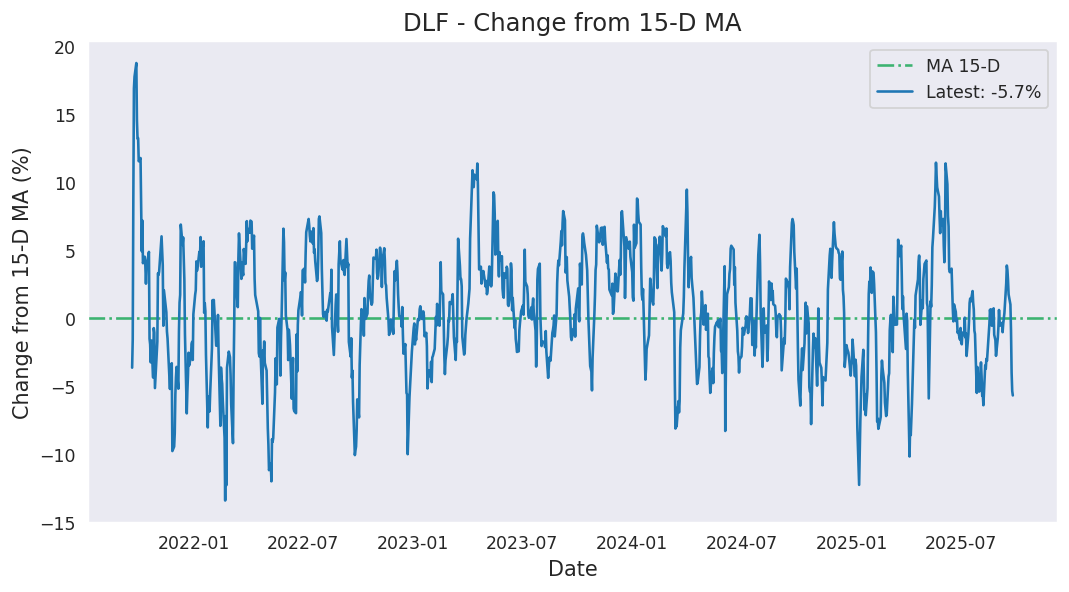 DLF - Change from 15-D MA
MA 15-D
Latest: -5.7%
Change from 15-D MA (%)
20
15
10
5
0
−5
−10
−15
2022-01 2022-07 2023-01 2023-07 2024-01 2024-07 2025-01 2025-07
Date